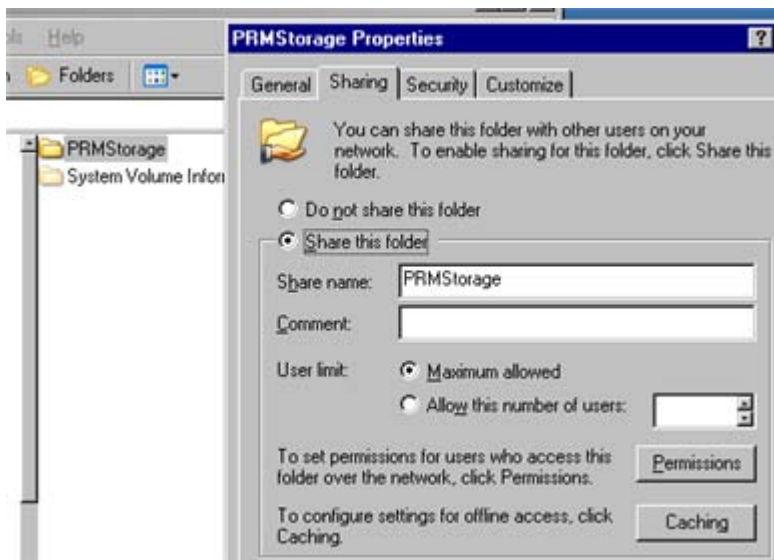 Help
PRMStorage Properties
?
Folders
General Sharing Security Customize
You can share this folder with other users on your
network. To enable sharing for this folder, click Share this
folder.
PRMStorage
System Volume Infor
Do not share this folder
Share this folder
Share name: PRMStorage
Comment:
User limit: Maximum allowed
Allow this number of users:
To set permissions for users who access this
folder over the network, click Permissions.
Permissions
To configure settings for offline access, click
Caching.
Caching